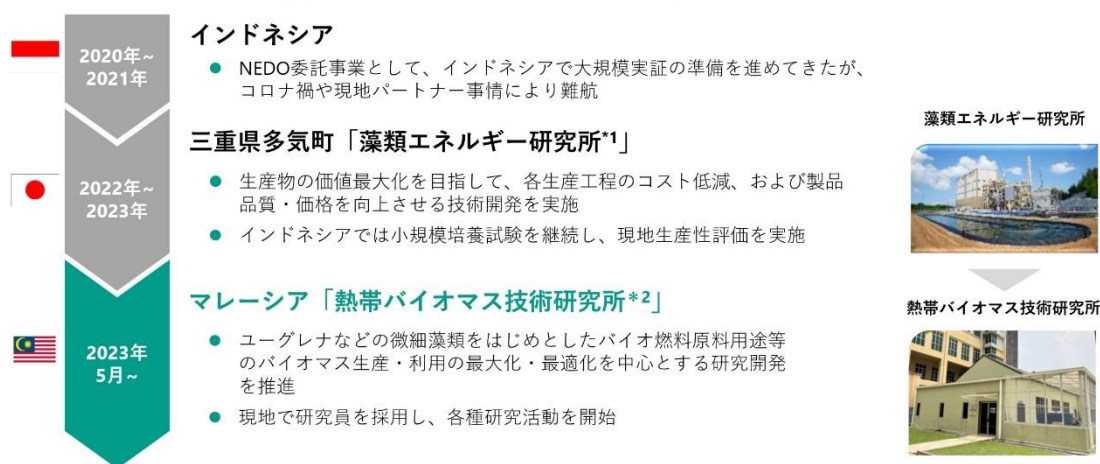 2020年~
2021年
インドネシア
● NEDO委託事業として、インドネシアで大規模実証の準備を進めてきたが、
コロナ禍や現地パートナー事情により難航
2022年~
2023年
三重県多気町「藻類エネルギー研究所*1」
● 生産物の価値最大化を目指して、各生産工程のコスト低減、および製品
品質・価格を向上させる技術開発を実施
● インドネシアでは小規模培養試験を継続し、現地生産性評価を実施
2023年
5月~
マレーシア「熱帯バイオマス技術研究所*2」
● ユーグレナなどの微細藻類をはじめとしたバイオ燃料原料用途等
のバイオマス生産・利用の最大化・最適化を中心とする研究開発
を推進
● 現地で研究員を採用し、各種研究活動を開始
藻類エネルギー研究所
熱帯バイオマス技術研究所